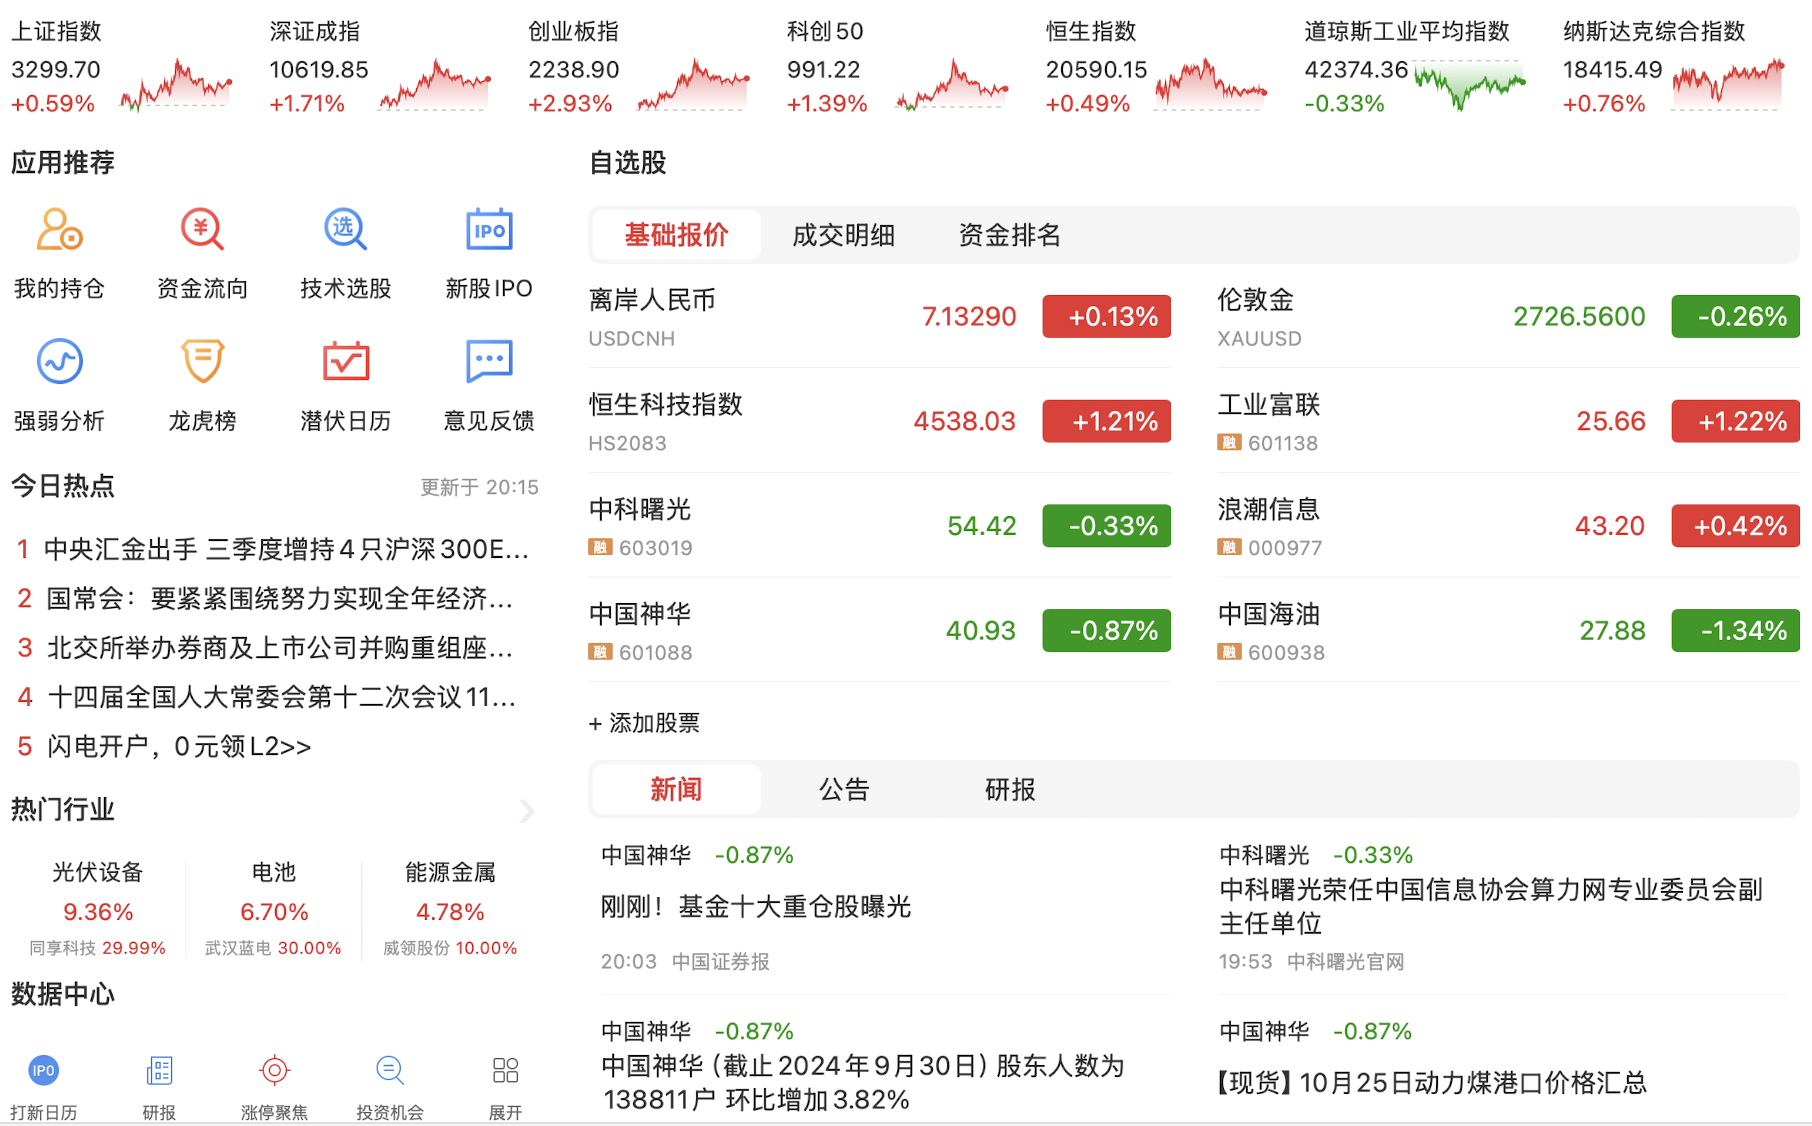 上证指数
3299.70
+0.59%
深证成指
10619.85
+1.71%
创业板指
2238.90
+2.93%
科创50
991.22
+1.39%
恒生指数
20590.15
+0.49%
道琼斯工业平均指数
42374.36
-0.33%
纳斯达克综合指数
18415.49
+0.76%
应用推荐
我的持仓
¥
资金流向
选
技术选股
IPO
新股IPO
强弱分析
龙虎榜
潜伏日历
意见反馈
今日热点
更新于 20:15
1 中央汇金出手 三季度增持4只沪深300E...
2 国常会：要紧紧围绕努力实现全年经济...
3 北交所举办券商及上市公司并购重组座...
4 十四届全国人大常委会第十二次会议11...
5 闪电开户，0元领L2>>
热门行业
光伏设备
9.36%
同享科技 29.99%
电池
6.70%
武汉蓝电 30.00%
能源金属
4.78%
威领股份 10.00%
数据中心
IPO
打新日历
研报
涨停聚焦
投资机会
展开
自选股
基础报价 成交明细 资金排名
离岸人民币
USDCNH
7.13290 +0.13%
伦敦金
XAUUSD
2726.5600 -0.26%
恒生科技指数
HS2083
4538.03 +1.21%
工业富联
融 601138
25.66 +1.22%
中科曙光
融 603019
54.42 -0.33%
浪潮信息
融 000977
43.20 +0.42%
中国神华
融 601088
40.93 -0.87%
中国海油
融 600938
27.88 -1.34%
+ 添加股票
新闻 公告 研报
中国神华 -0.87%
刚刚！基金十大重仓股曝光
20:03 中国证券报
中科曙光 -0.33%
中科曙光荣任中国信息协会算力网专业委员会副
主任单位
19:53 中科曙光官网
中国神华 -0.87%
中国神华（截止2024年9月30日）股东人数为
138811户 环比增加3.82%
中国神华 -0.87%
【现货】10月25日动力煤港口价格汇总